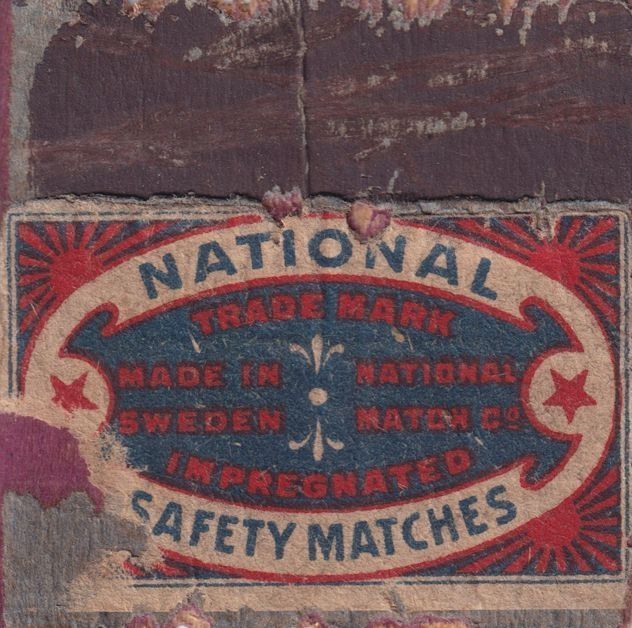 NATIONAL
TRADE MARK
MADE IN
SWEDEN
NATIONAL
MATCH Cº
IMPREGNATED
SAFETY MATCHES